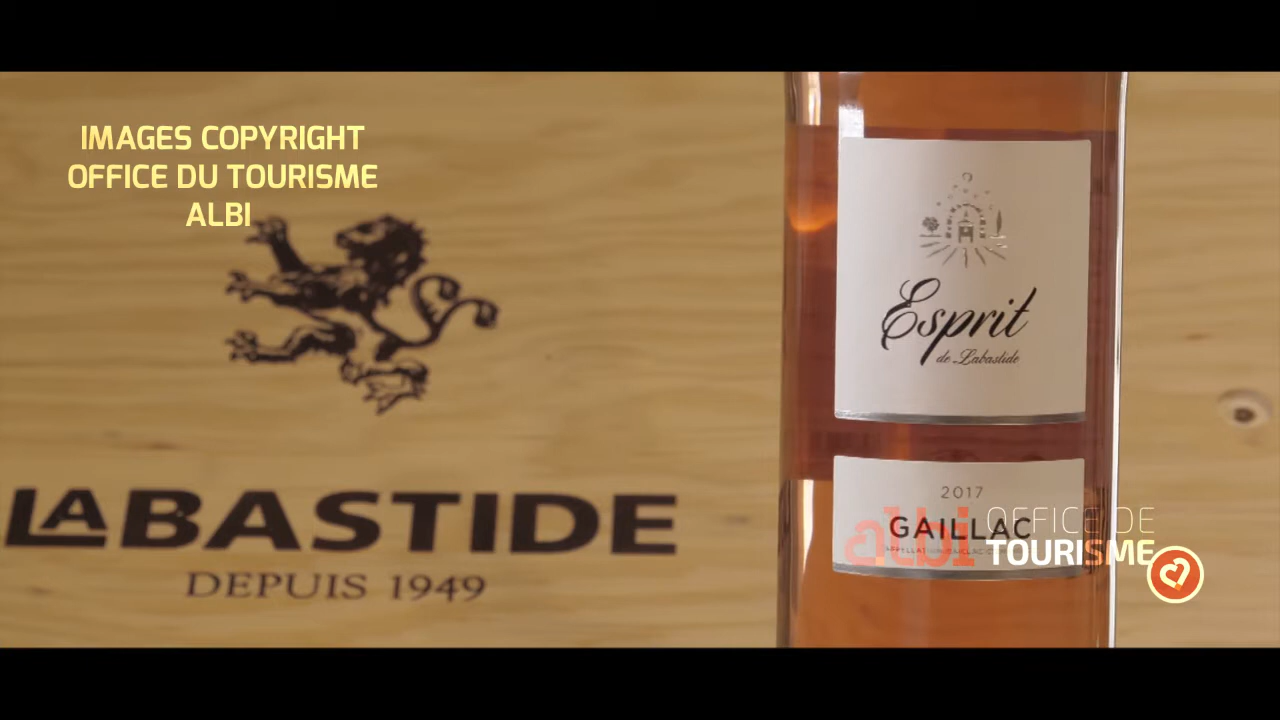 IMAGES COPYRIGHT
OFFICE DU TOURISME
ALBI
LABASTIDE
DEPUIS 1949
Esprit
de Labastide
2017
GAILLAC
albi OFFICE DE
TOURISME